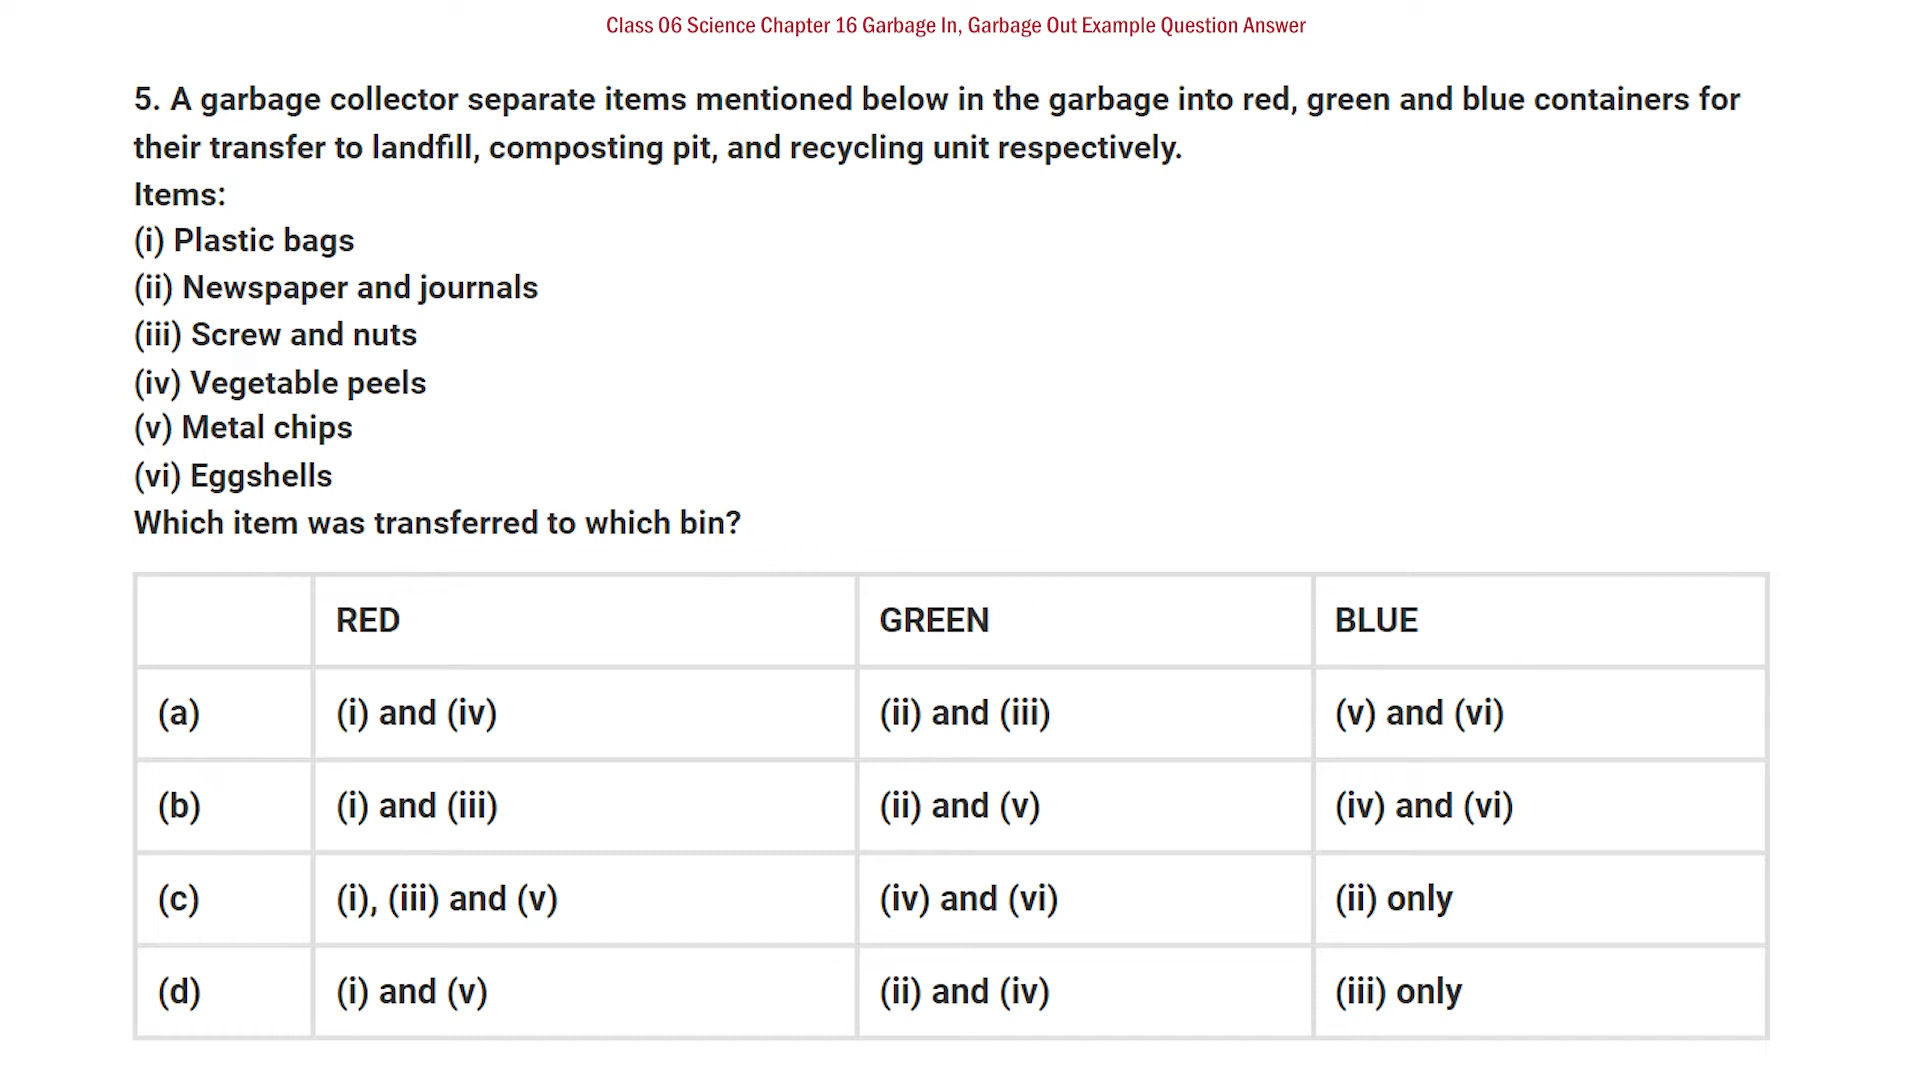 Class 06 Science Chapter 16 Garbage In, Garbage Out Example Question Answer
5. A garbage collector separate items mentioned below in the garbage into red, green and blue containers for
their transfer to landfill, composting pit, and recycling unit respectively.
Items:
(i) Plastic bags
(ii) Newspaper and journals
(iii) Screw and nuts
(iv) Vegetable peels
(v) Metal chips
(vi) Eggshells
Which item was transferred to which bin?
RED GREEN BLUE
(a) (i) and (iv) (ii) and (iii) (v) and (vi)
(b) (i) and (iii) (ii) and (v) (iv) and (vi)
(c) (i), (iii) and (v) (iv) and (vi) (ii) only
(d) (i) and (v) (ii) and (iv) (iii) only